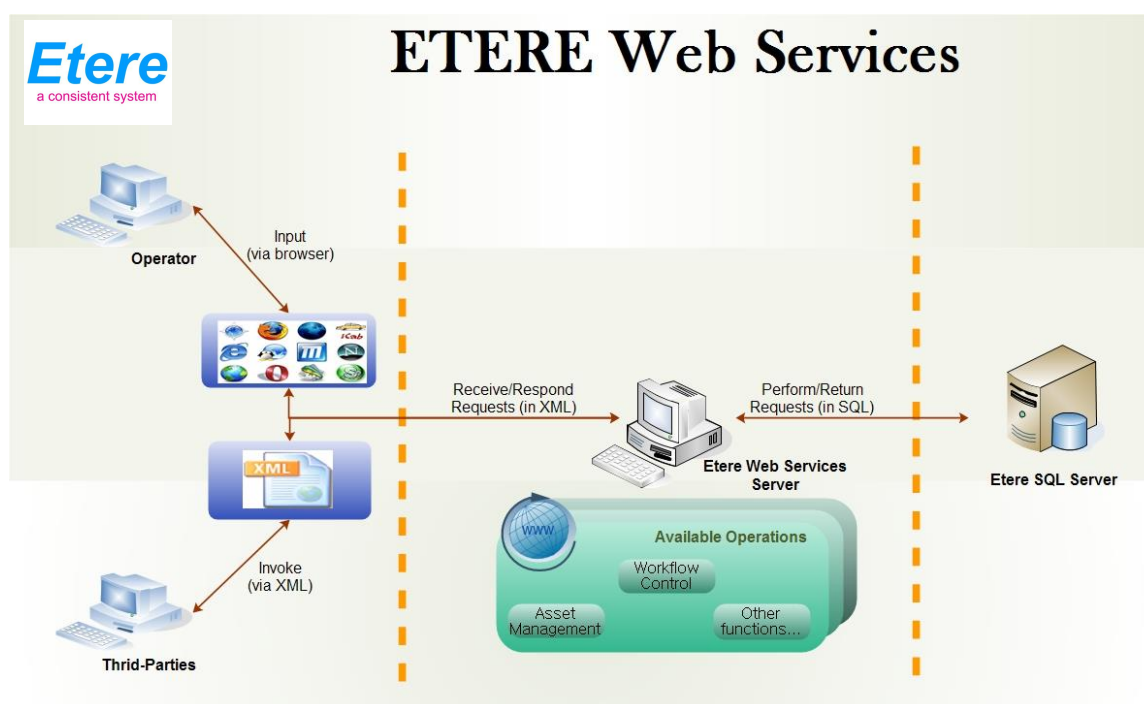 Etere
a consistent system
ETERE Web Services
Input
(via browser)
Operator
iCab
Receive/Respond
Requests (in XML)
Perform/Return
Requests (in SQL)
XML
Etere Web Services
Server
Etere SQL Server
WWW
Available Operations
Workflow
Control
Asset
Management
Other
functions...
Invoke
(via XML)
Thrid-Parties